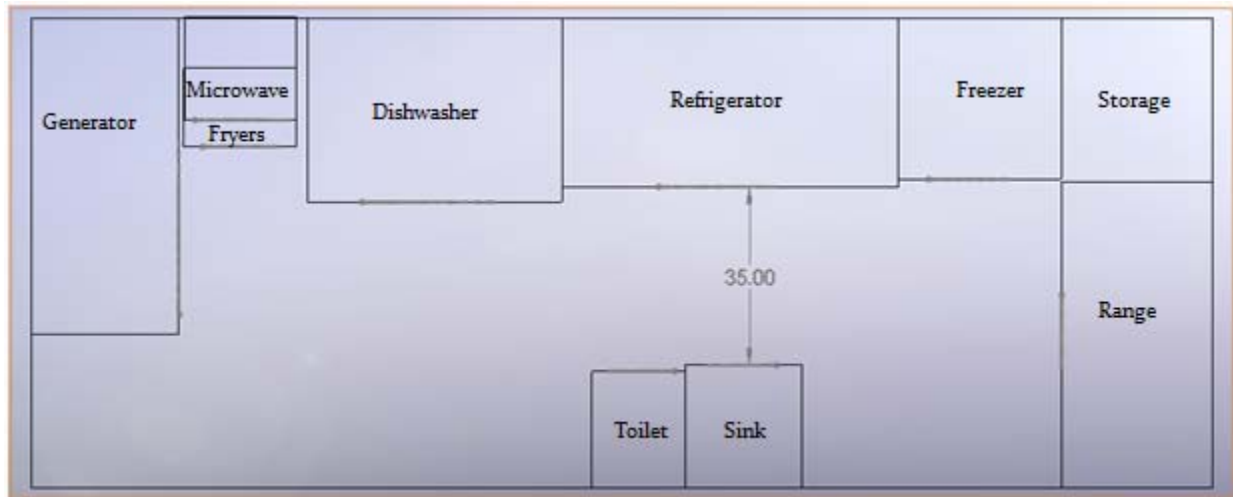 Generator
Microwave
Fryers
Dishwasher
Refrigerator
Freezer
Storage
35.00
Range
Toilet
Sink